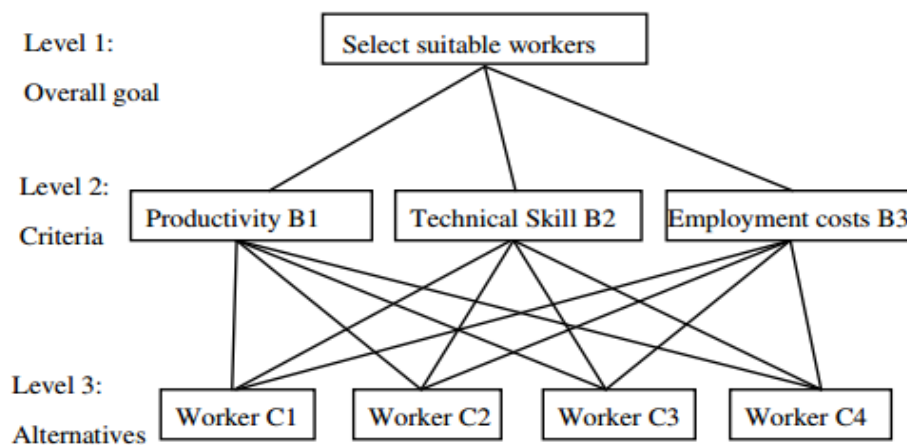 Level 1:
Select suitable workers
Overall goal
Level 2:
Productivity B1
Technical Skill B2
Employment costs B3
Criteria
Level 3:
Worker C1
Worker C2
Worker C3
Worker C4
Alternatives